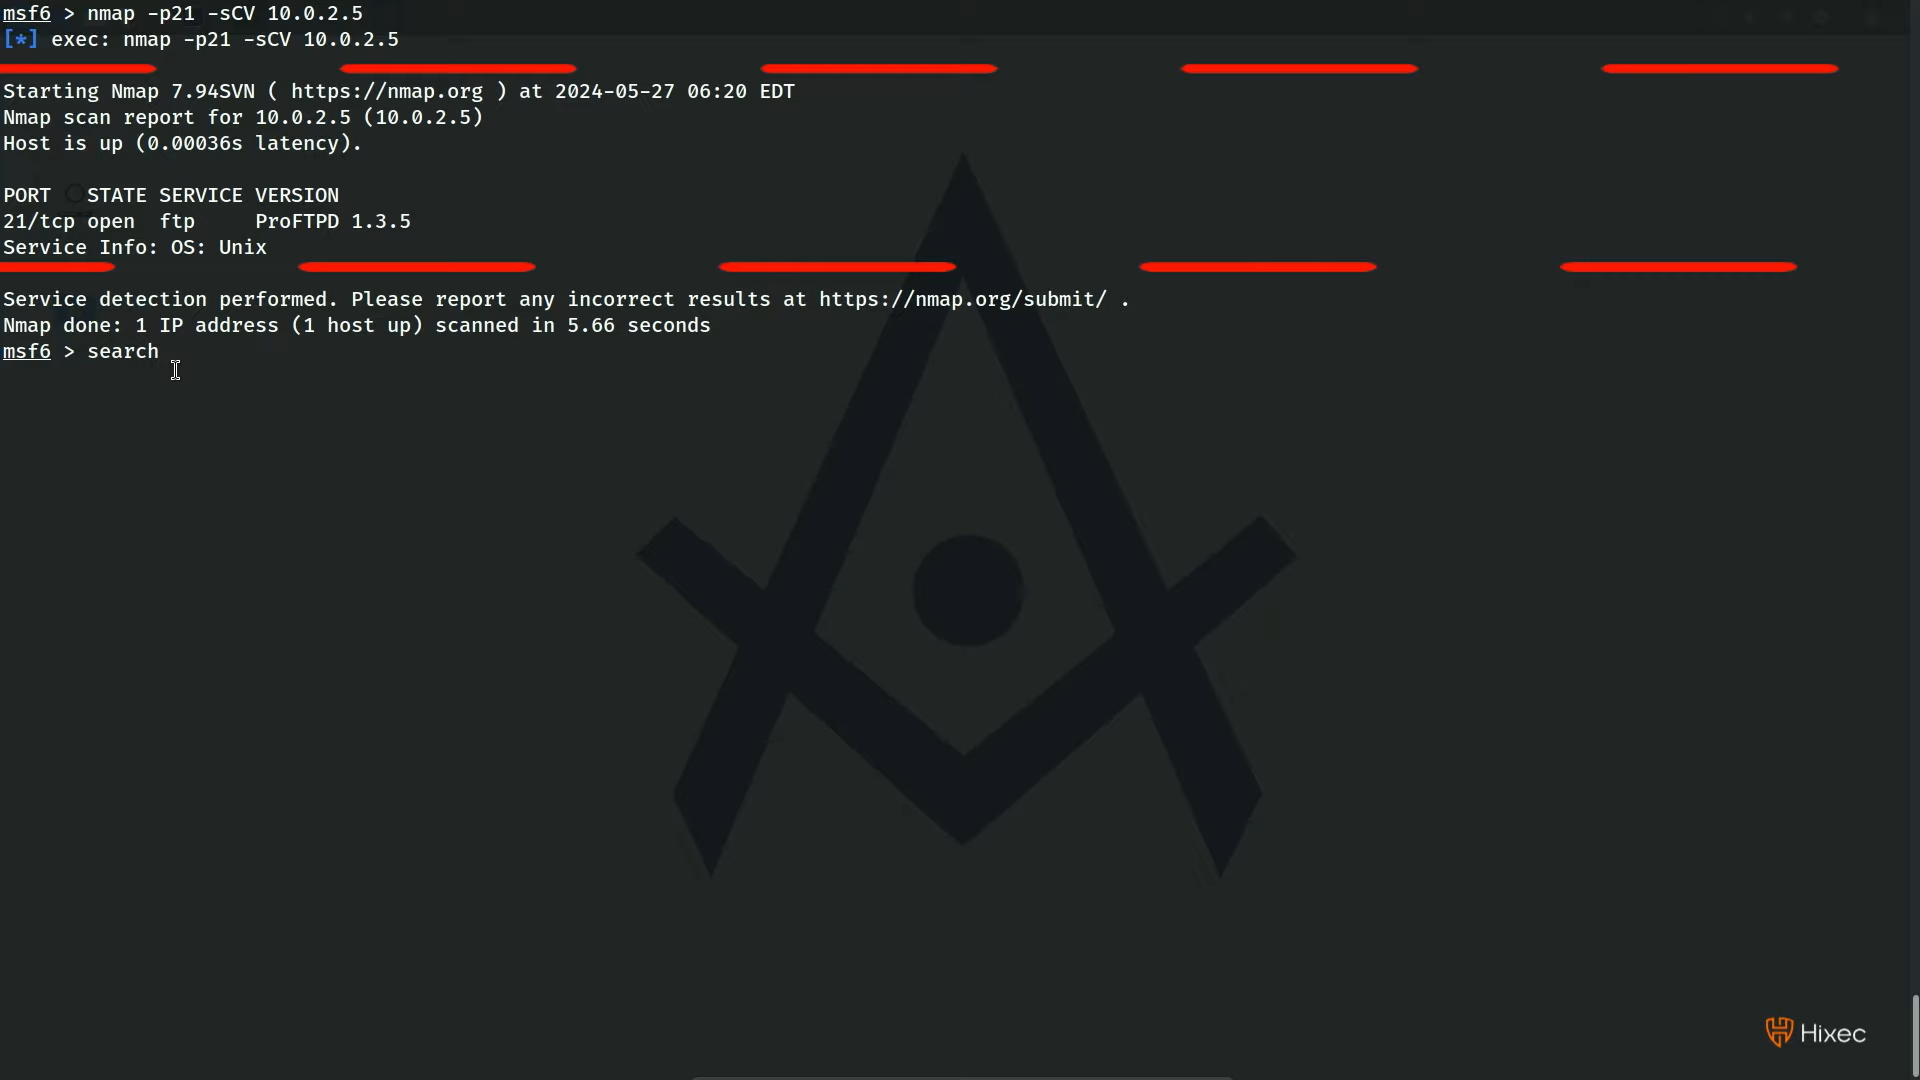 msf6 > nmap -p21 -sCV 10.0.2.5
[*] exec: nmap -p21 -sCV 10.0.2.5
Starting Nmap 7.94SVN ( https://nmap.org ) at 2024-05-27 06:20 EDT
Nmap scan report for 10.0.2.5 (10.0.2.5)
Host is up (0.00036s latency).
PORT   STATE SERVICE VERSION
21/tcp open  ftp     ProFTPD 1.3.5
Service Info: OS: Unix
Service detection performed. Please report any incorrect results at https://nmap.org/submit/ .
Nmap done: 1 IP address (1 host up) scanned in 5.66 seconds
msf6 > search
Hixec